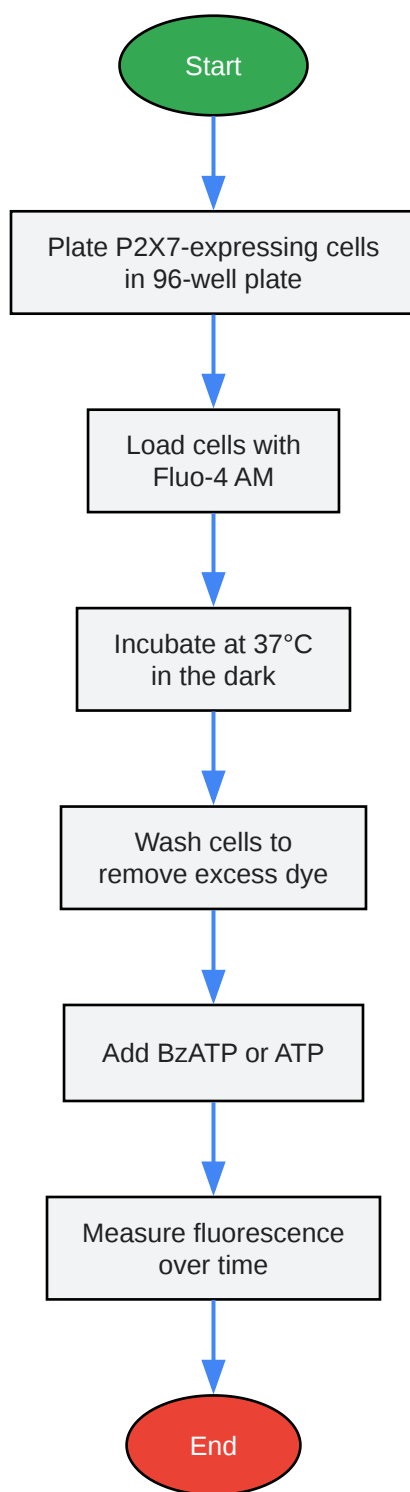 Start
Plate P2X7-expressing cells
in 96-well plate
Load cells with
Fluo-4 AM
Incubate at 37°C
in the dark
Wash cells to
remove excess dye
Add BzATP or ATP
Measure fluorescence
over time
End